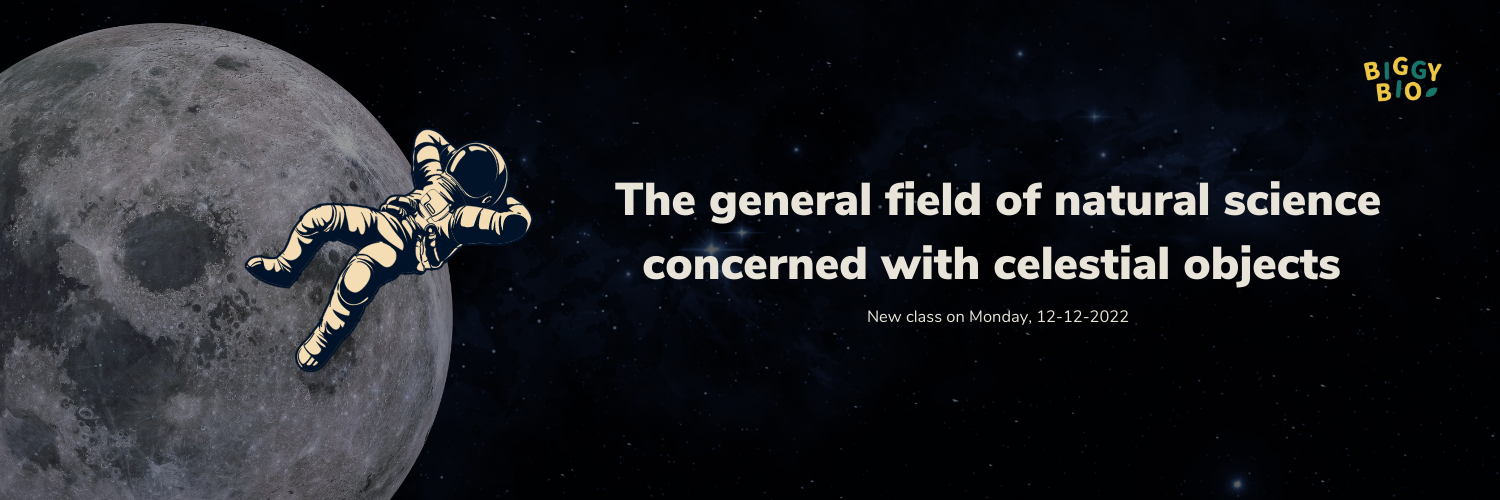 BIGGY
BIO
The general field of natural science
concerned with celestial objects
New class on Monday, 12-12-2022